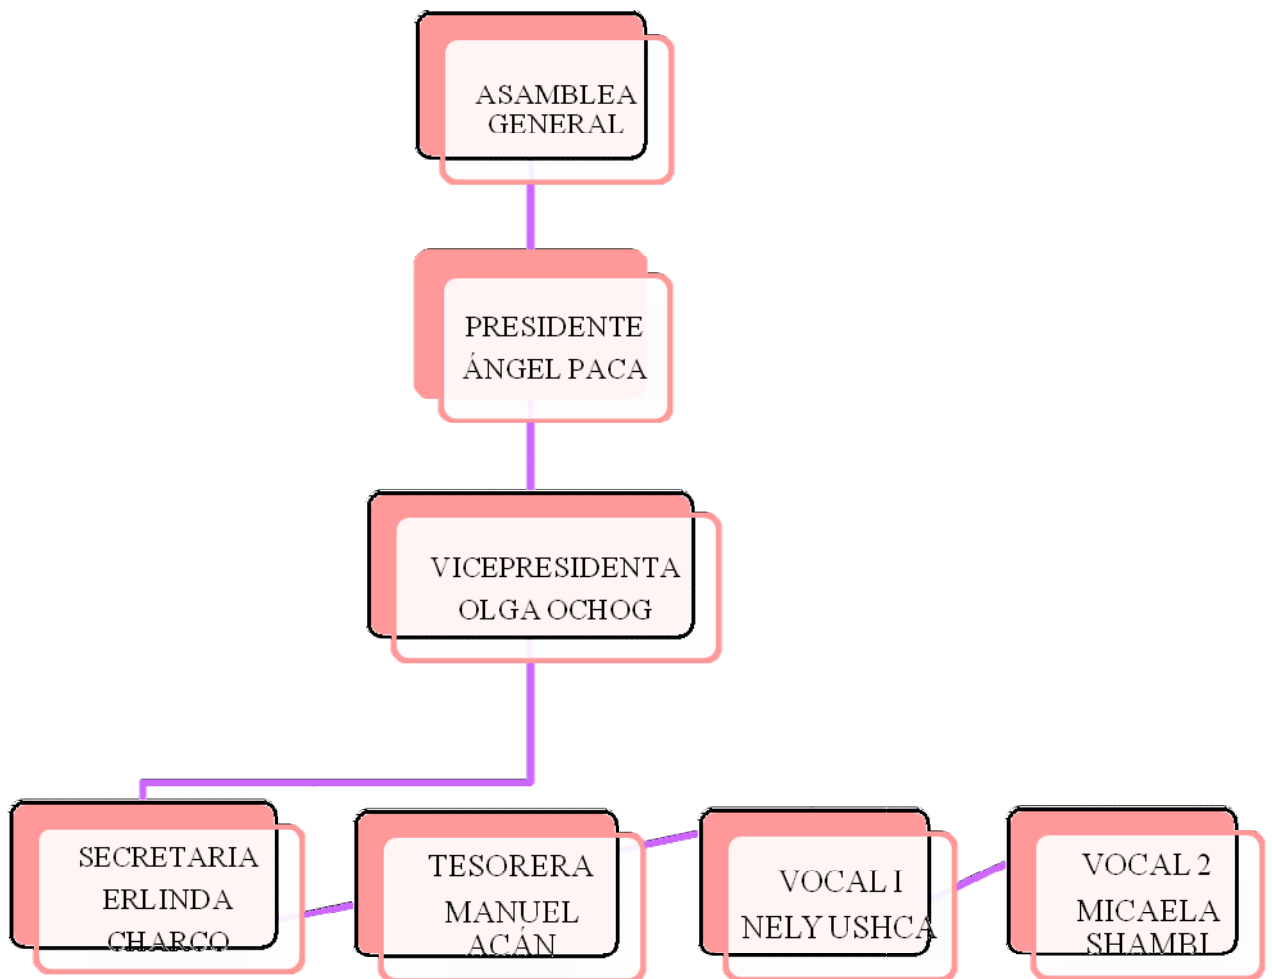 ASAMBLEA
GENERAL
PRESIDENTE
ÁNGEL PACA
VICEPRESIDENTA
OLGA OCHOG
SECRETARIA
ERLINDA
CHARCO
TESORERA
MANUEL
ACÁN
VOCAL I
NELY USHCA
VOCAL 2
MICAELA
SHAMBI